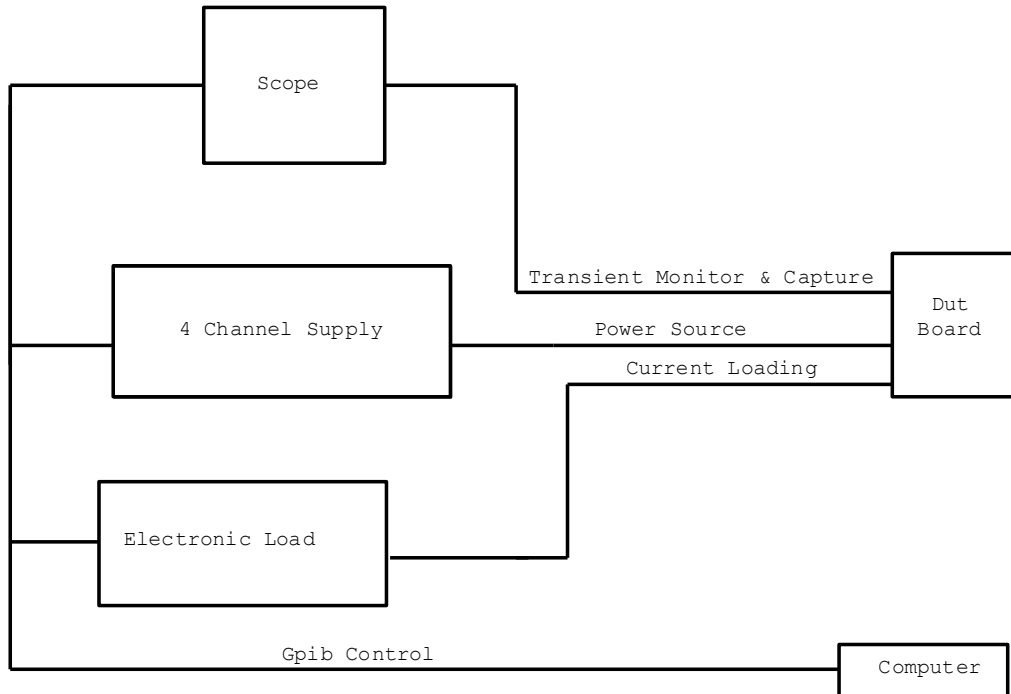 Scope
Transient Monitor & Capture
Dut
Board
4 Channel Supply
Power Source
Current Loading
Electronic Load
Gpib Control
Computer